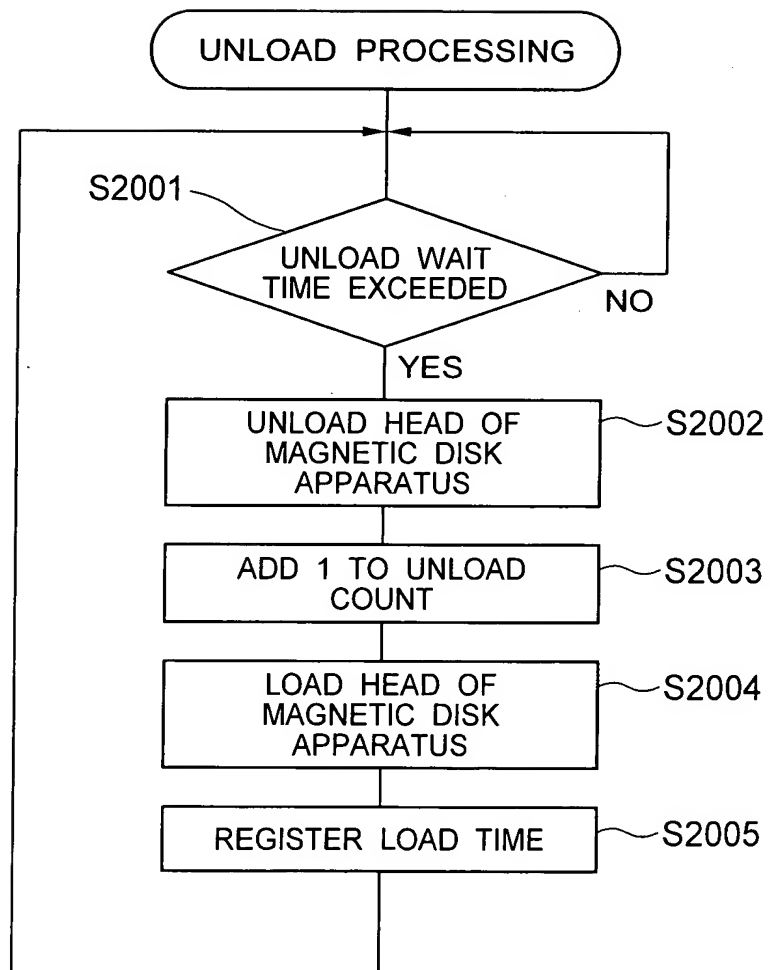 UNLOAD PROCESSING
S2001
UNLOAD WAIT
TIME EXCEEDED
NO
YES
UNLOAD HEAD OF
MAGNETIC DISK
APPARATUS
S2002
ADD 1 TO UNLOAD
COUNT
S2003
LOAD HEAD OF
MAGNETIC DISK
APPARATUS
S2004
REGISTER LOAD TIME
S2005